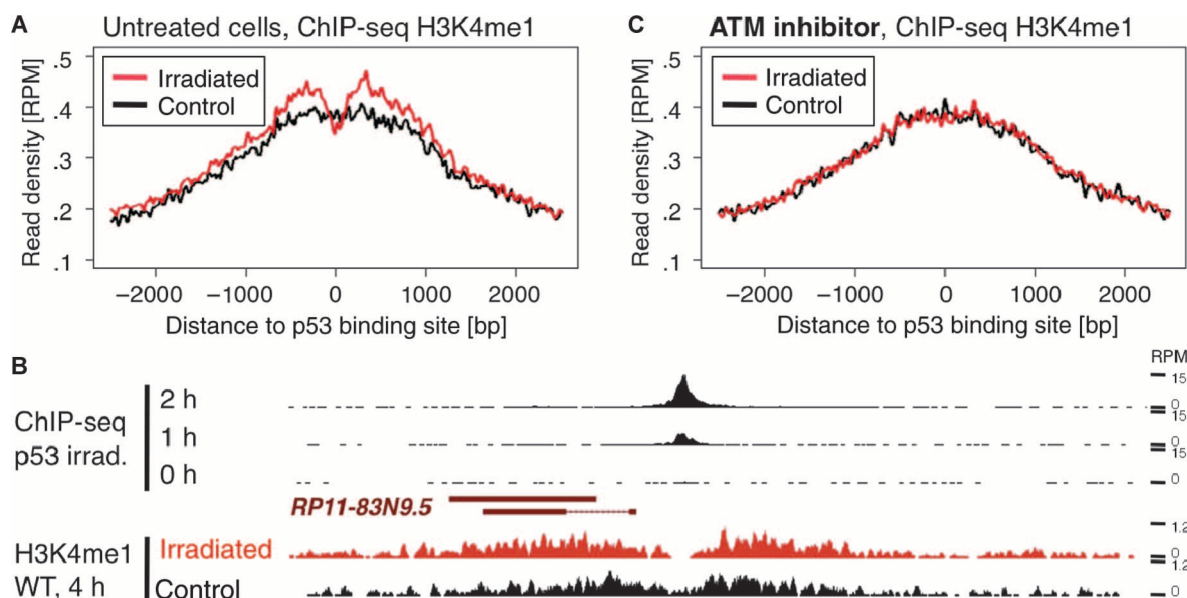 A Untreated cells, ChIP-seq H3K4me1
.5
.4
.3
.2
.1
Read density [RPM]
Irradiated
Control
−2000 −1000 0 1000 2000
Distance to p53 binding site [bp]
C ATM inhibitor, ChIP-seq H3K4me1
.5
.4
.3
.2
.1
Read density [RPM]
Irradiated
Control
−2000 −1000 0 1000 2000
Distance to p53 binding site [bp]
B
RPM
ChIP-seq
p53 irrad.
2 h
15
0
1 h
15
0
0 h
15
0
RP11-83N9.5
H3K4me1
WT, 4 h
Irradiated
1.2
0
Control
1.2
0